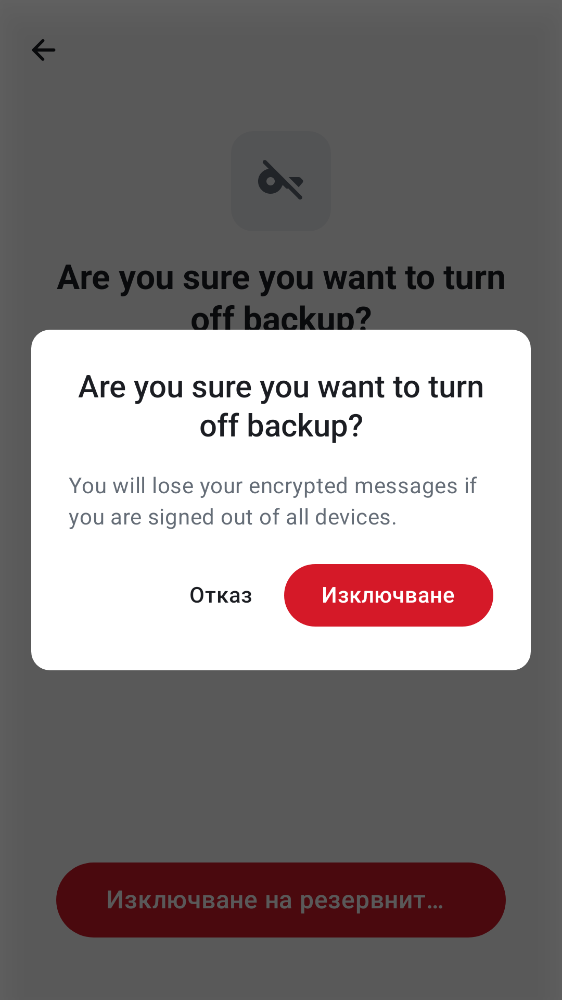 Are you sure you want to turn
off backup?
Are you sure you want to turn
off backup?
You will lose your encrypted messages if
you are signed out of all devices.
Отказ
Изключване
Изключване на резервнит…